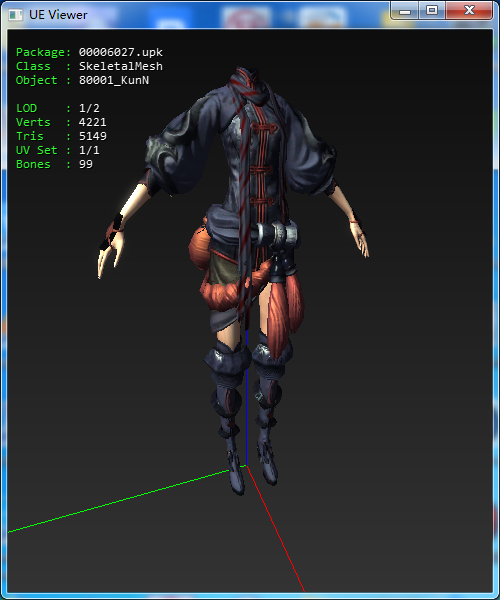 UE Viewer
Package: 00006027.upk
Class : SkeletalMesh
Object : 80001_KunN
LOD : 1/2
Verts : 4221
Tris : 5149
UV Set : 1/1
Bones : 99